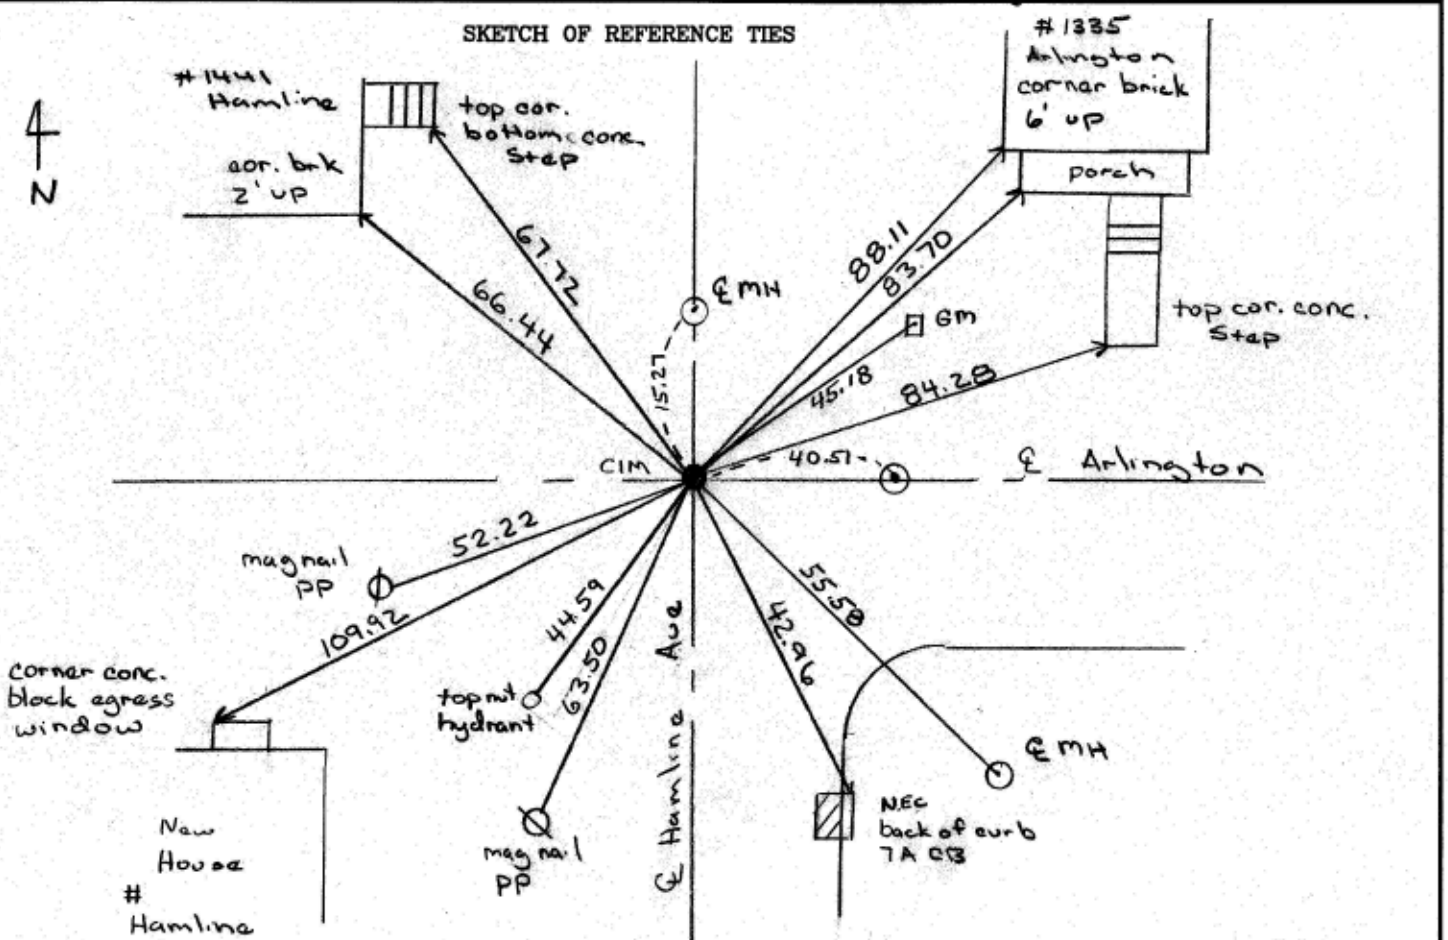 SKETCH OF REFERENCE TIES
N
#1441
Hamline
cor. brk
2' up
top cor.
bottom conc.
Step
#1335
Arlington
corner brick
6' up
porch
67.72
66.44
88.11
83.70
℄ MH
15.27
GM
45.18
84.28
top cor. conc.
Step
CIM
40.51
℄ Arlington
52.22
mag nail
PP
109.92
44.59
63.50
℄ Hamline Ave
42.96
55.58
corner conc.
block egress
window
top nut
hydrant
mag nail
PP
℄ MH
NEC
back of curb
7A CB
New
House
#
Hamline